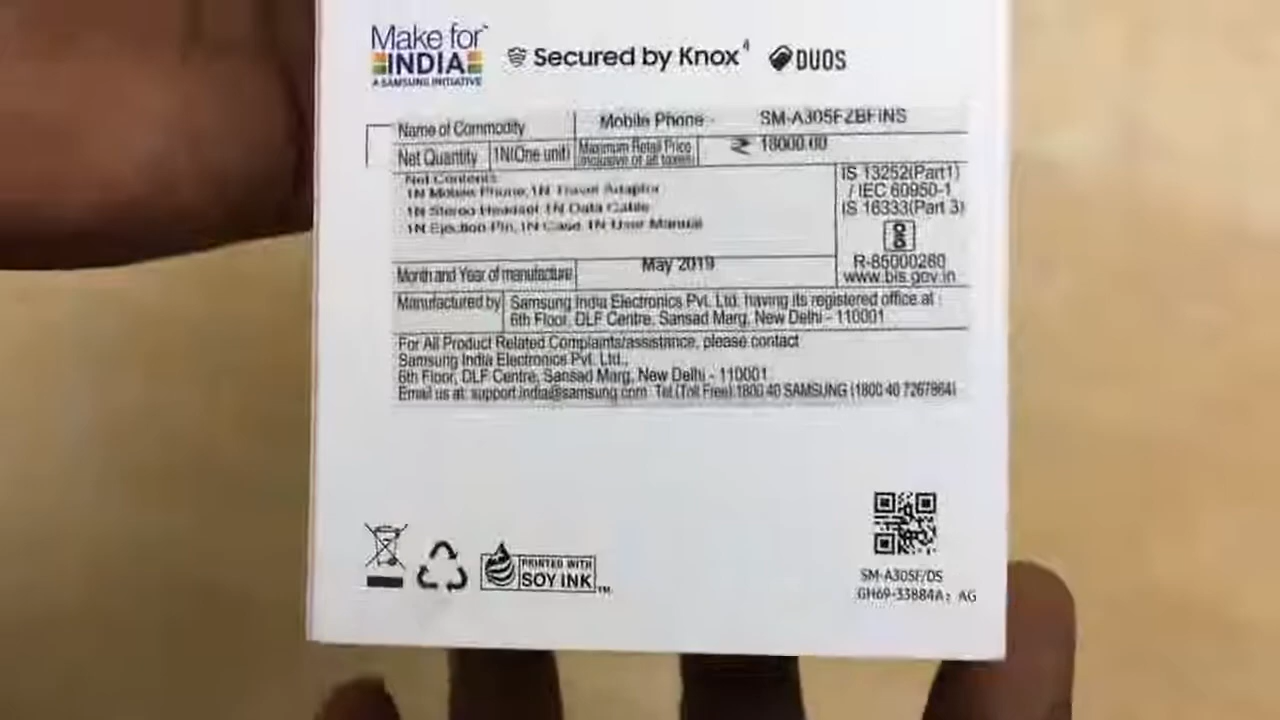 Make for
INDIA
A SAMSUNG INITIATIVE
Secured by Knox 4
DUOS
Name of Commodity Mobile Phone SM-A305FZBFINS
Net Quantity 1N(One unit) Maximum Retail Price (inclusive of all taxes) ₹ 18000.00
Net Contents
1N Mobile Phone, 1N Travel Adaptor
1N Stereo Headset 1N Data Cable
1N Ejection Pin, 1N Case 1N User Manual
IS 13252(Part1)
/ IEC 60950-1
IS 16333(Part 3)
R-85000280
www.bis.gov.in
Month and Year of manufacture May 2019
Manufactured by Samsung India Electronics Pvt. Ltd. having its registered office at :
6th Floor, DLF Centre, Sansad Marg, New Delhi - 110001
For All Product Related Complaints/assistance, please contact
Samsung India Electronics Pvt. Ltd.,
6th Floor, DLF Centre, Sansad Marg, New Delhi - 110001
Email us at: support.india@samsung.com Tel (Toll Free) 1800 40 SAMSUNG (1800 40 7267864)
PRINTED WITH
SOY INK TM
SM-A305F/DS
GH69-33884A; AG